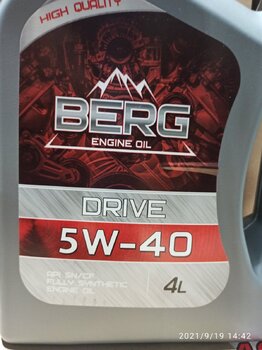 HIGH QUALITY
BERG
ENGINE OIL
DRIVE
5W-40
API SN/CF
FULLY SYNTHETIC
ENGINE OIL
4L
2021/9/19 14:42